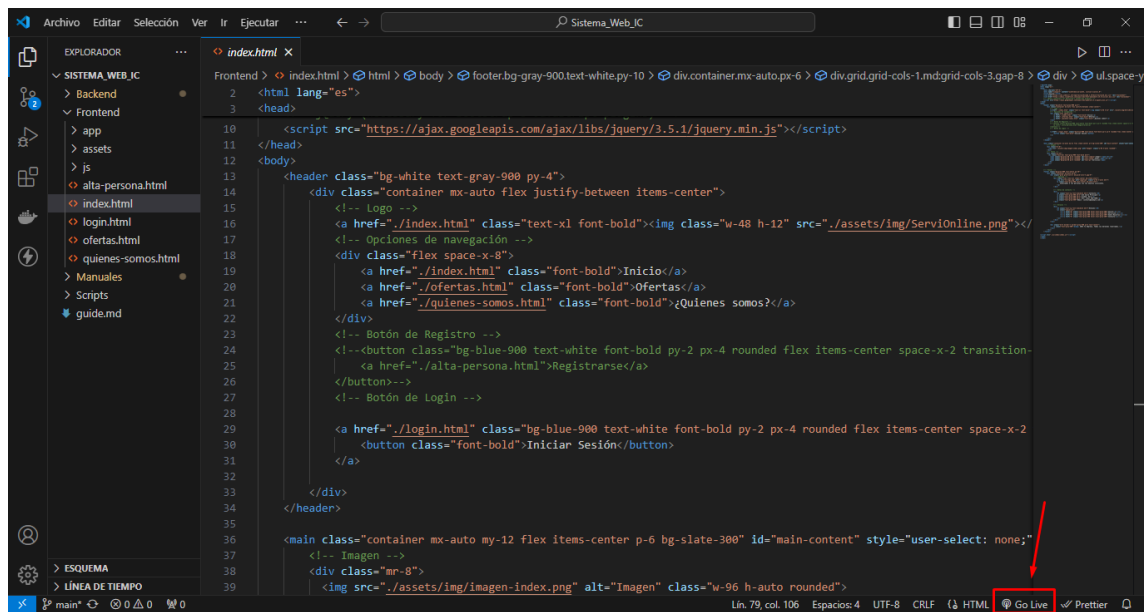 Archivo Editar Selección Ver Ir Ejecutar ··· Sistema_Web_IC
EXPLORADOR ···
SISTEMA_WEB_IC
Backend
Frontend
app
assets
js
alta-persona.html
index.html
login.html
ofertas.html
quienes-somos.html
Manuales
Scripts
guide.md
ESQUEMA
LÍNEA DE TIEMPO
2
index.html
Frontend > index.html > html > body > footer.bg-gray-900.text-white.py-10 > div.container.mx-auto.px-6 > div.grid.grid-cols-1.md:grid-cols-3.gap-8 > div > ul.space-y
2 <html lang="es">
3 <head>
10 <script src="https://ajax.googleapis.com/ajax/libs/jquery/3.5.1/jquery.min.js"></script>
11 </head>
12 <body>
13 <header class="bg-white text-gray-900 py-4">
14 <div class="container mx-auto flex justify-between items-center">
15 <!-- Logo -->
16 <a href="./index.html" class="text-xl font-bold"><img class="w-48 h-12" src="./assets/img/ServiOnline.png"></
17 <!-- Opciones de navegación -->
18 <div class="flex space-x-8">
19 <a href="./index.html" class="font-bold">Inicio</a>
20 <a href="./ofertas.html" class="font-bold">Ofertas</a>
21 <a href="./quienes-somos.html" class="font-bold">¿Quienes somos?</a>
22 </div>
23 <!-- Botón de Registro -->
24 <!--<button class="bg-blue-900 text-white font-bold py-2 px-4 rounded flex items-center space-x-2 transition-
25 <a href="./alta-persona.html">Registrarse</a>
26 </button>-->
27 <!-- Botón de Login -->
28
29 <a href="./login.html" class="bg-blue-900 text-white font-bold py-2 px-4 rounded flex items-center space-x-2
30 <button class="font-bold">Iniciar Sesión</button>
31 </a>
32
33 </div>
34 </header>
35
36 <main class="container mx-auto my-12 flex items-center p-6 bg-slate-300" id="main-content" style="user-select: none;"
37 <!-- Imagen -->
38 <div class="mr-8">
39 <img src="./assets/img/imagen-index.png" alt="Imagen" class="w-96 h-auto rounded">
main* 0 0 0 Lín. 79, col. 106 Espacios: 4 UTF-8 CRLF HTML Go Live Prettier